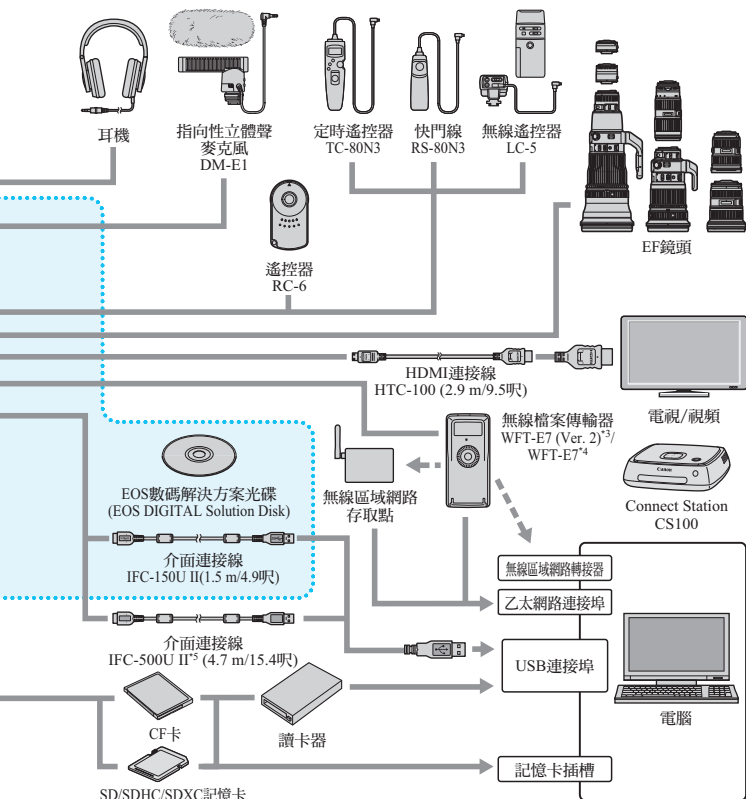 耳機
指向性立體聲
麥克風
DM-E1
定時遙控器
TC-80N3
快門線
RS-80N3
無線遙控器
LC-5
遙控器
RC-6
EF鏡頭
HDMI連接線
HTC-100 (2.9 m/9.5呎)
電視/視頻
無線檔案傳輸器
WFT-E7 (Ver. 2)*3/
WFT-E7*4
Canon
Connect Station
CS100
EOS數碼解決方案光碟
(EOS DIGITAL Solution Disk)
無線區域網路
存取點
介面連接線
IFC-150U II(1.5 m/4.9呎)
無線區域網路轉接器
乙太網路連接埠
介面連接線
IFC-500U II*5 (4.7 m/15.4呎)
USB連接埠
電腦
CF卡
讀卡器
記憶卡插槽
SD/SDHC/SDXC記憶卡